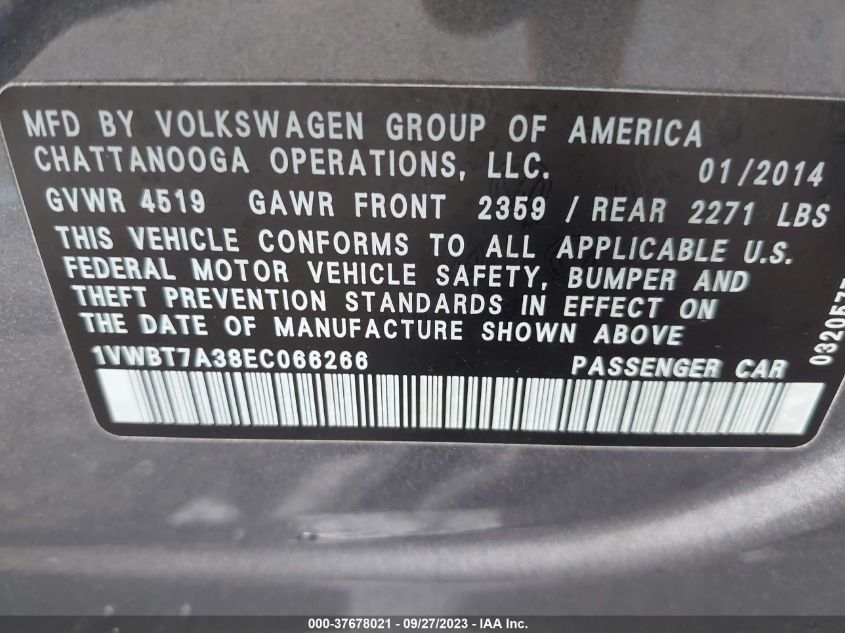 MFD BY VOLKSWAGEN GROUP OF AMERICA
CHATTANOOGA OPERATIONS, LLC. 01/2014
GVWR 4519 GAWR FRONT 2359 / REAR 2271 LBS
THIS VEHICLE CONFORMS TO ALL APPLICABLE U.S.
FEDERAL MOTOR VEHICLE SAFETY, BUMPER AND
THEFT PREVENTION STANDARDS IN EFFECT ON
THE DATE OF MANUFACTURE SHOWN ABOVE
1VWBT7A38EC066266 PASSENGER CAR
000-37678021 - 09/27/2023 - IAA Inc.